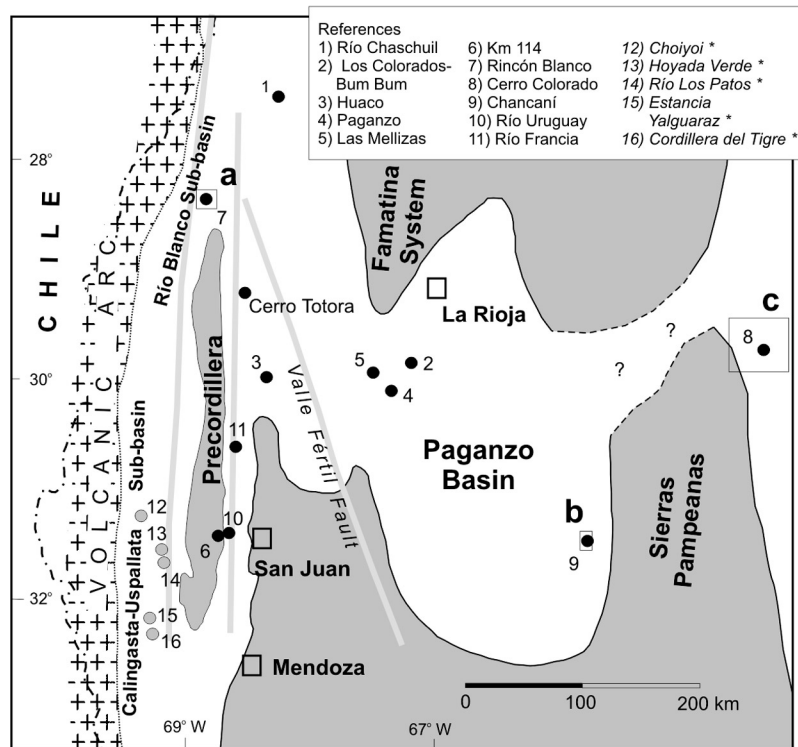 References
1) Río Chaschuil
2) Los Colorados-
Bum Bum
3) Huaco
4) Paganzo
5) Las Mellizas
6) Km 114
7) Rincón Blanco
8) Cerro Colorado
9) Chancaní
10) Río Uruguay
11) Río Francia
12) Choiyoi *
13) Hoyada Verde *
14) Río Los Patos *
15) Estancia
Yalguaraz *
16) Cordillera del Tigre *
1
28°
a
7
Río Blanco Sub-basin
Famatina
System
CHILE
VOLCANIC ARC
Cerro Totora
La Rioja
c
8
?
?
30°
3
5
2
4
Valle Fértil Fault
Precordillera
11
Paganzo
Basin
Calingasta-Uspallata Sub-basin
12
13
14
10
6
San Juan
b
9
Sierras
Pampeanas
32°
15
16
Mendoza
0 100 200 km
69° W
67° W